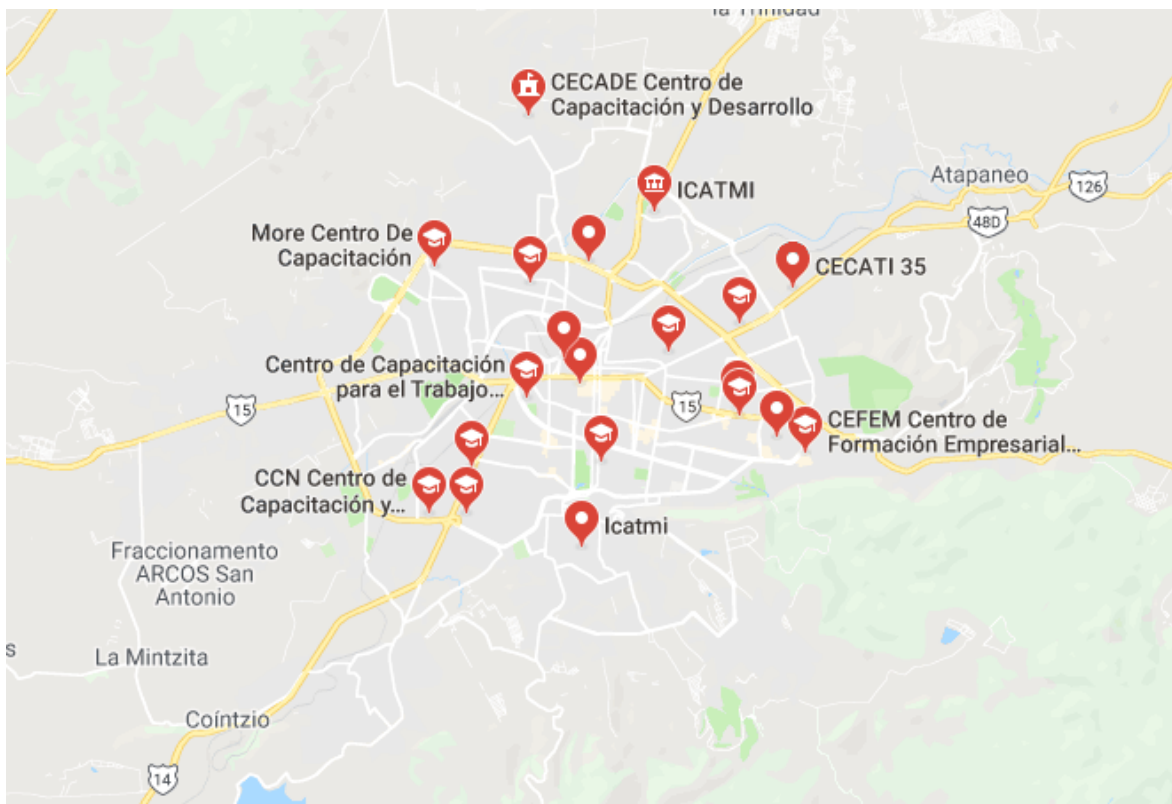 la Trinidad
CECADE Centro de
Capacitación y Desarrollo
Atapaneo
126
ICATMI
48D
More Centro De
Capacitación
CECATI 35
Centro de Capacitación
para el Trabajo...
15
15
CEFEM Centro de
Formación Empresarial...
CCN Centro de
Capacitación y...
Icatmi
Fraccionamento
ARCOS San
Antonio
s
La Mintzita
Coíntzio
14